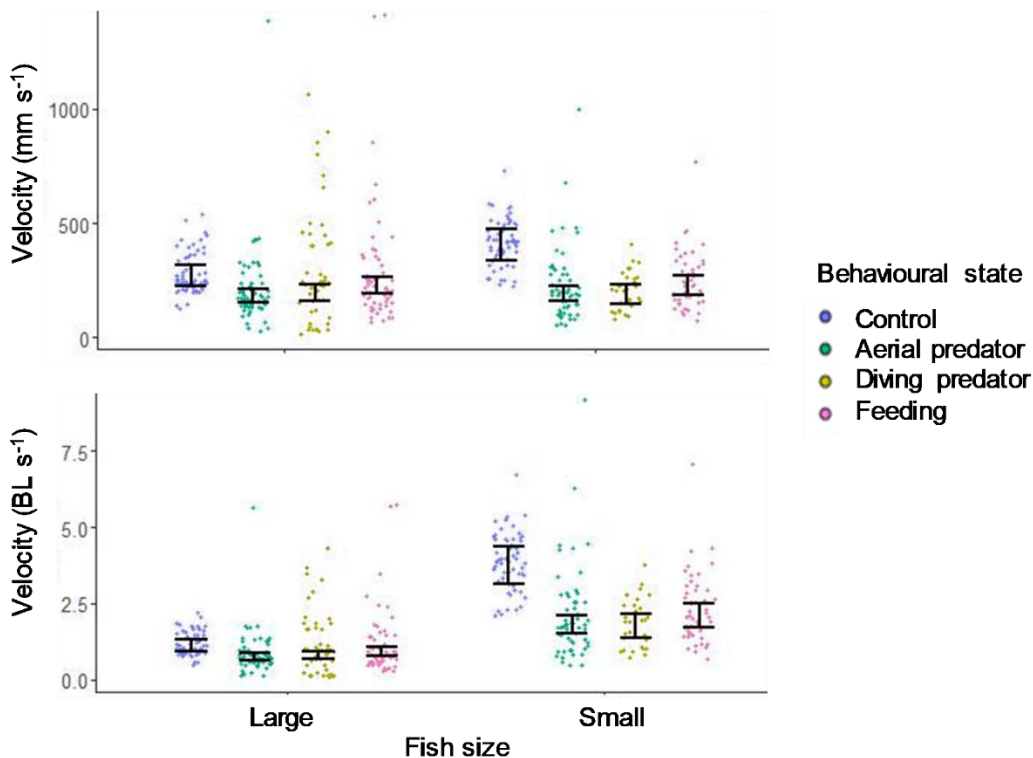 Velocity (mm s-1)
1000
500
0
Velocity (BL s-1)
7.5
5.0
2.5
0.0
Large
Small
Fish size
Behavioural state
Control
Aerial predator
Diving predator
Feeding